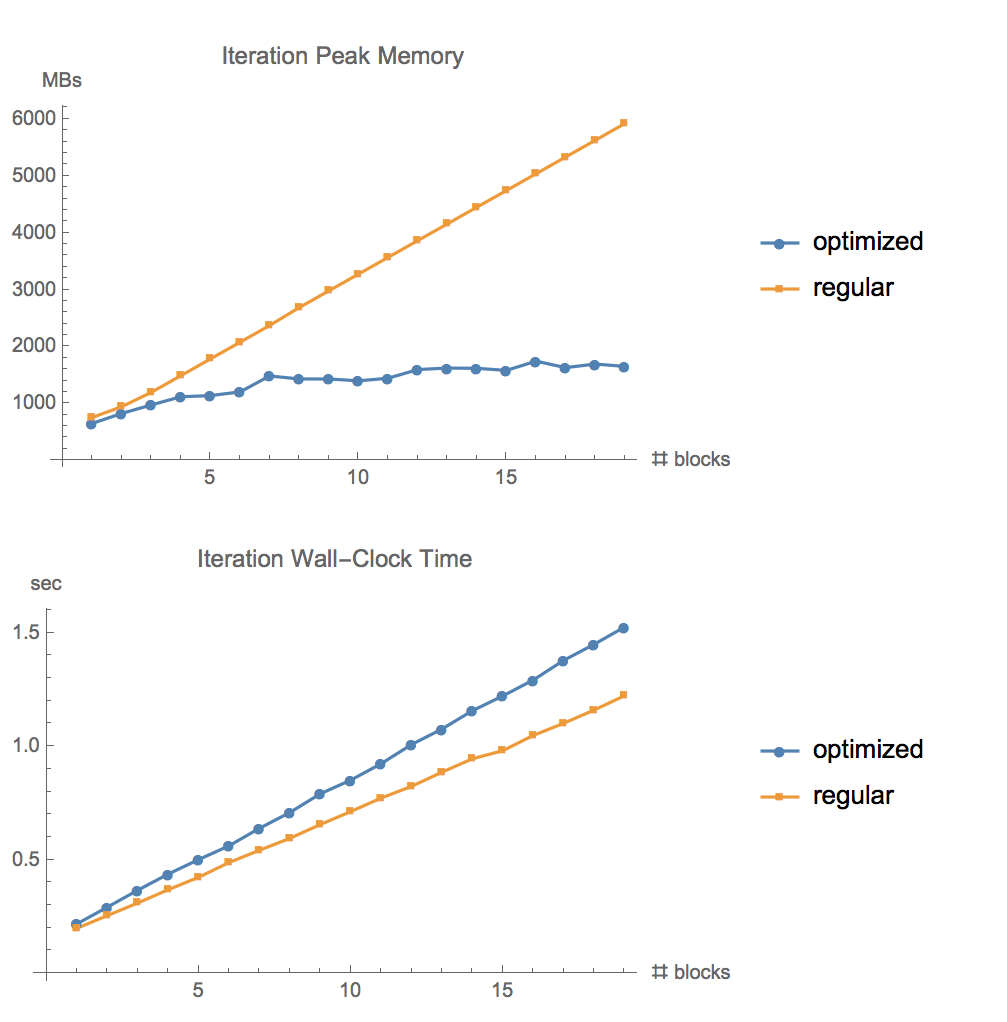 Iteration Peak Memory
MBs
6000
5000
4000
3000
2000
1000
5 10 15
# blocks
optimized
regular
Iteration Wall–Clock Time
sec
1.5
1.0
0.5
5 10 15
# blocks
optimized
regular